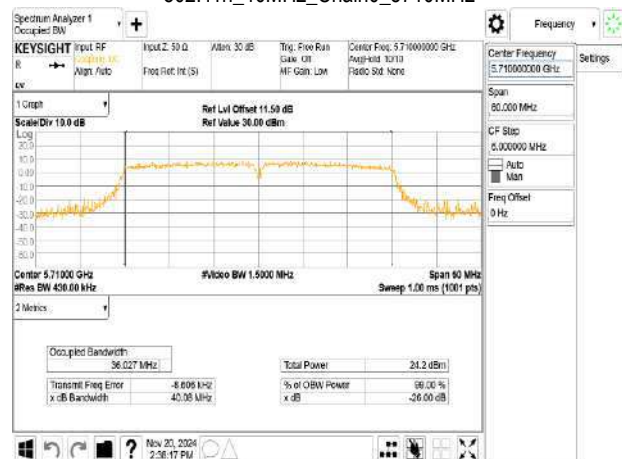 Spectrum Analyzer 1
Occupied BW
Frequency
KEYSIGHT
Input: RF
Input Z: 50 Ω
Atten: 30 dB
Trig: Free Run
Center Freq: 5.710000000 GHz
R
Gate: Off
Avg|Hold: 10/10
Align: Auto
Freq Ref: Int (S)
#IF Gain: Low
Radio Std: None
Center Frequency
5.710000000 GHz
Settings
Span
60.000 MHz
CF Step
6.000000 MHz
Auto
Man
Freq Offset
0 Hz
1 Graph
Ref Lvl Offset 11.50 dB
Scale/Div 10.0 dB
Ref Value 30.00 dBm
Log
20.0
10.0
0.00
-10.0
-20.0
-30.0
-40.0
-50.0
-60.0
Center 5.71000 GHz
#Video BW 1.5000 MHz
Span 60 MHz
#Res BW 430.00 kHz
Sweep 1.00 ms (1001 pts)
2 Metrics
Occupied Bandwidth
36.027 MHz
Total Power
24.2 dBm
Transmit Freq Error
-8.606 kHz
% of OBW Power
99.00 %
x dB Bandwidth
40.08 MHz
x dB
-26.00 dB
Nov 20, 2024
2:36:17 PM